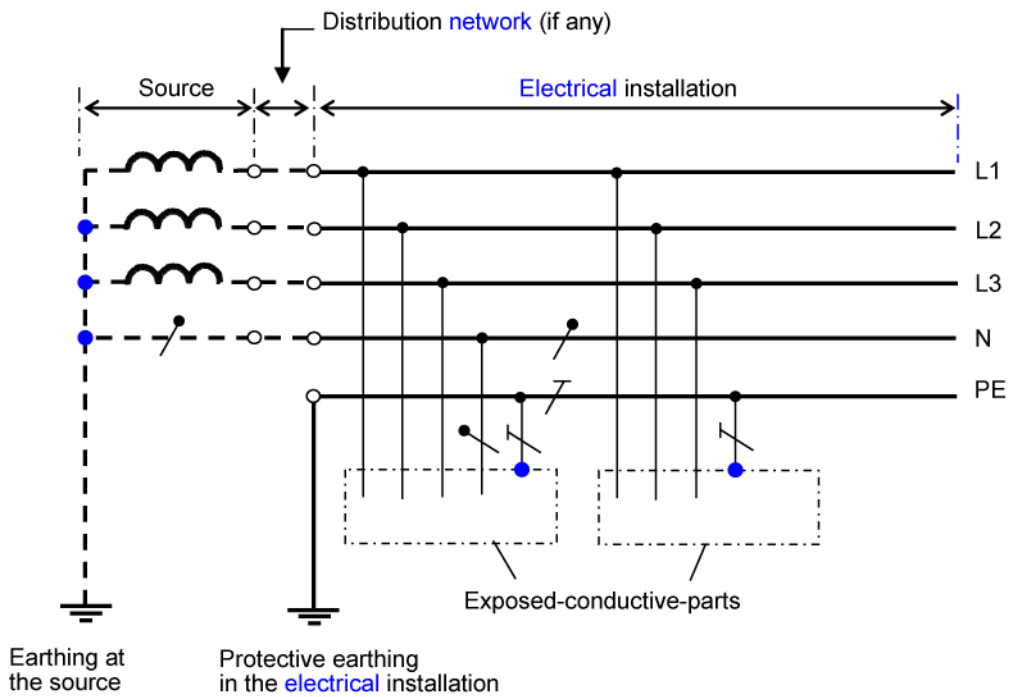 Distribution network (if any)
Source
Electrical installation
L1
L2
L3
N
PE
Exposed-conductive-parts
Earthing at
the source
Protective earthing
in the electrical installation